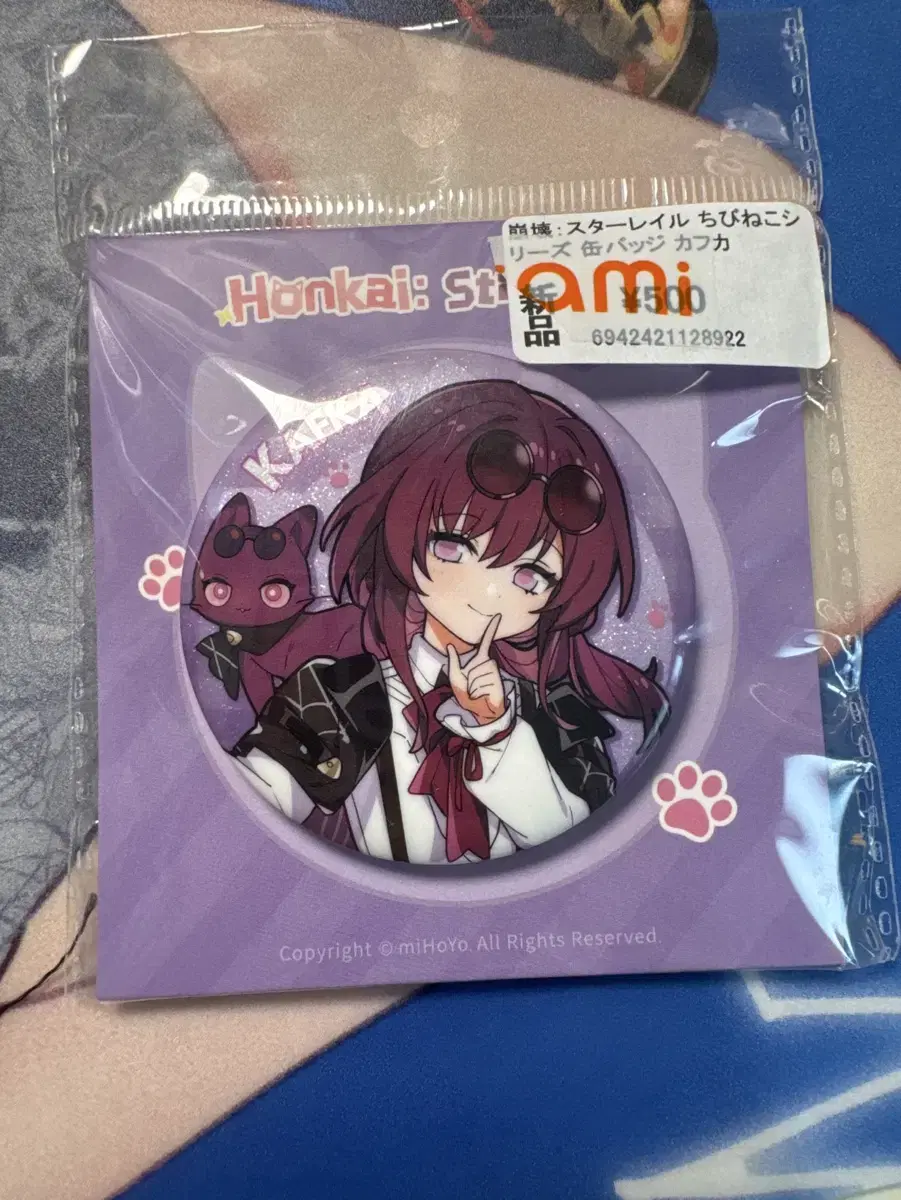 崩壊：スターレイル ちびねこシ
リーズ 缶バッジ カフカ
Honkai: St
ami
新品 ¥500
6942421128922
KAFKA
Copyright © miHoYo. All Rights Reserved.